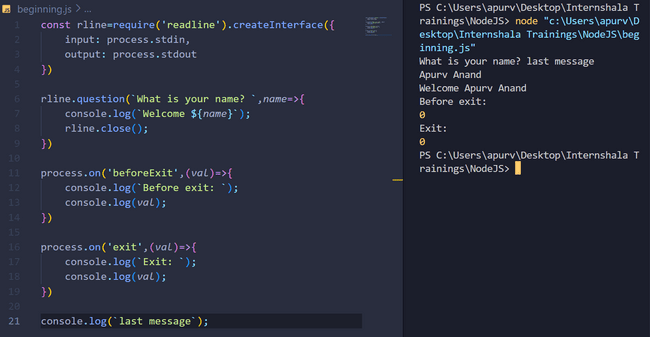 beginning.js > ...
1 const rline=require('readline').createInterface({
2 input: process.stdin,
3 output: process.stdout
4 })
5
6 rline.question(`What is your name? `,name=>{
7 console.log(`Welcome ${name}`);
8 rline.close();
9 })
10
11 process.on('beforeExit',(val)=>{
12 console.log(`Before exit: `);
13 console.log(val);
14 })
15
16 process.on('exit',(val)=>{
17 console.log(`Exit: `);
18 console.log(val);
19 })
20
21 console.log(`last message`);
PS C:\Users\apurv\Desktop\Internshala T
rainings\NodeJS> node "c:\Users\apurv\D
esktop\Internshala Trainings\NodeJS\beg
inning.js"
What is your name? last message
Apurv Anand
Welcome Apurv Anand
Before exit:
0
Exit:
0
PS C:\Users\apurv\Desktop\Internshala T
rainings\NodeJS>